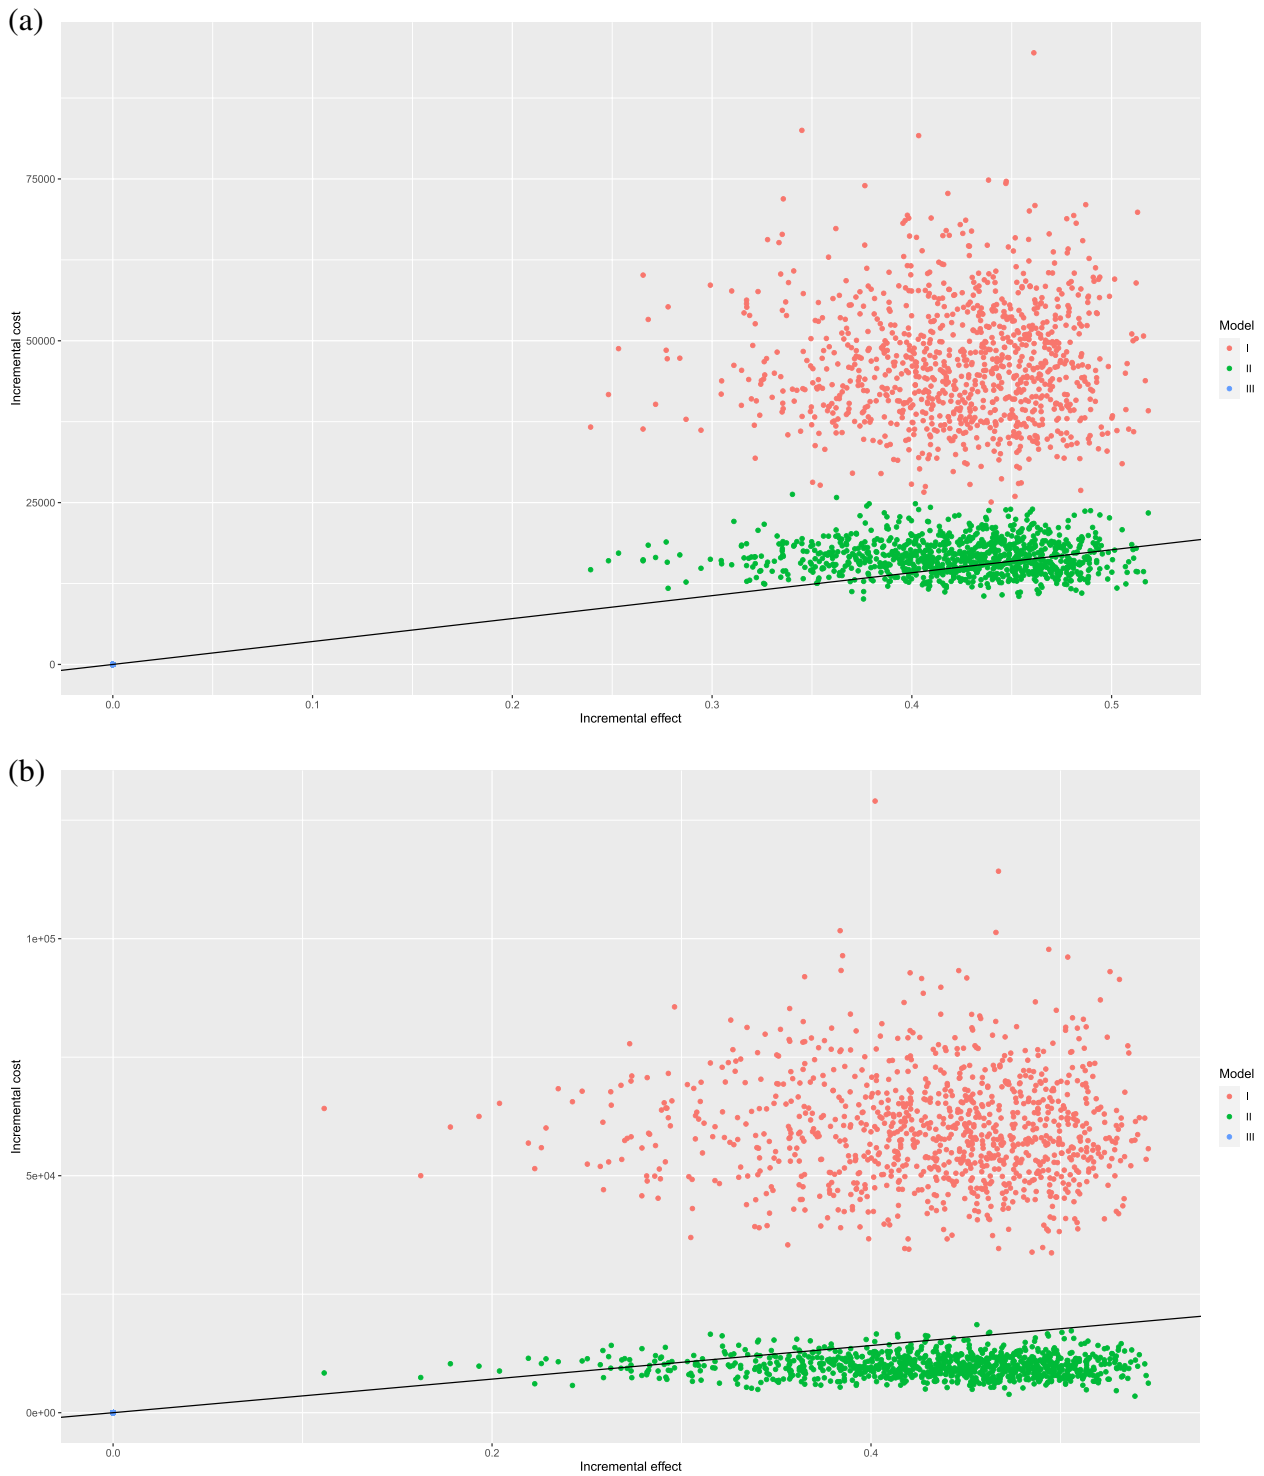 (a)
75000
50000
25000
0
0.0 0.1 0.2 0.3 0.4 0.5
Incremental effect
Incremental cost
Model
I
II
III
(b)
1e+05
5e+04
0e+00
0.0 0.2 0.4
Incremental effect
Incremental cost
Model
I
II
III